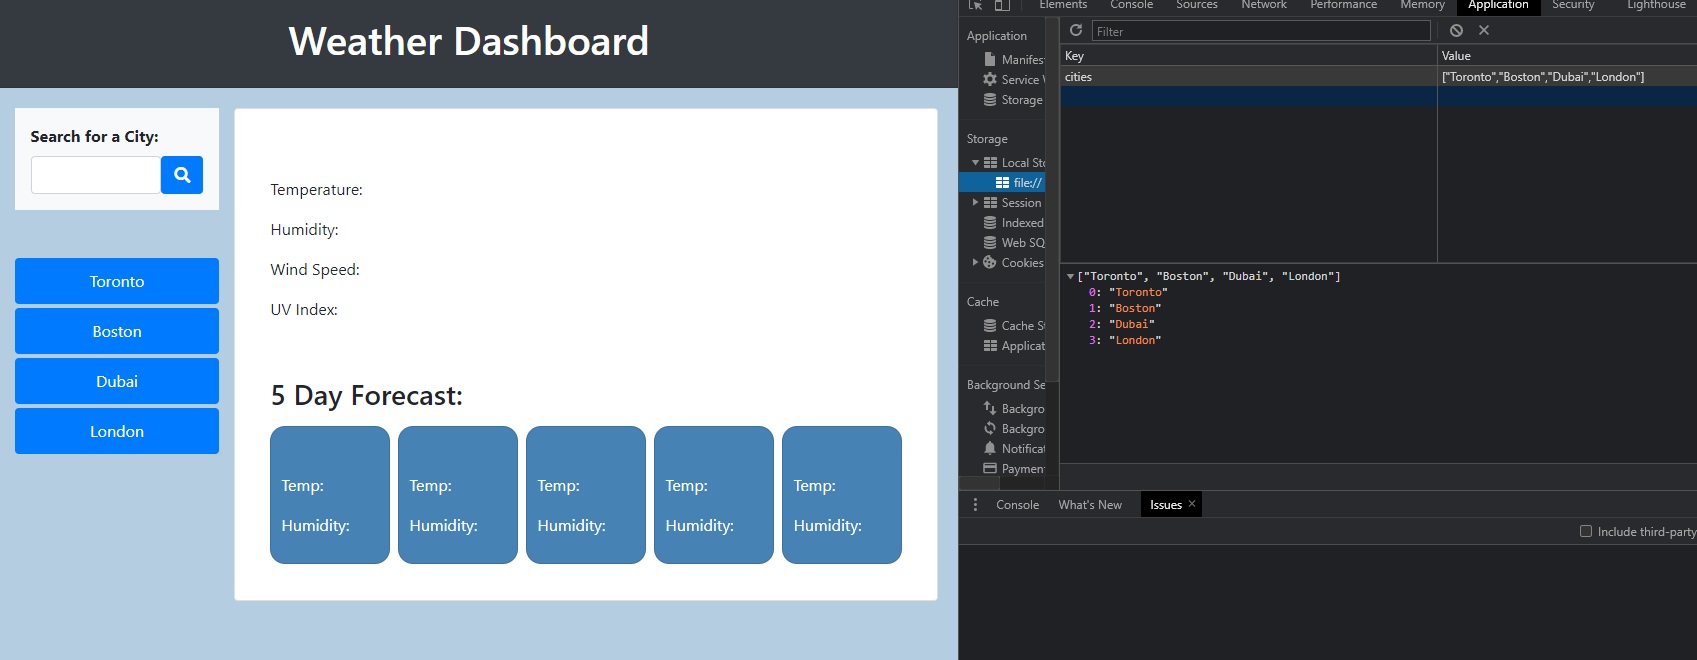 Weather Dashboard
Search for a City:
Toronto
Boston
Dubai
London
Temperature:
Humidity:
Wind Speed:
UV Index:
5 Day Forecast:
Temp: Temp: Temp: Temp: Temp:
Humidity: Humidity: Humidity: Humidity: Humidity:
Elements Console Sources Network Performance Memory Application Security Lighthouse
Application
Manifes
Service W
Storage
Storage
Local Sto
file://
Session
Indexed
Web SQ
Cookies
Cache
Cache St
Applicat
Background Se
Backgro
Backgro
Notificat
Paymen
Filter
Key Value
cities ["Toronto","Boston","Dubai","London"]
["Toronto", "Boston", "Dubai", "London"]
0: "Toronto"
1: "Boston"
2: "Dubai"
3: "London"
Console What's New Issues ×
Include third-party